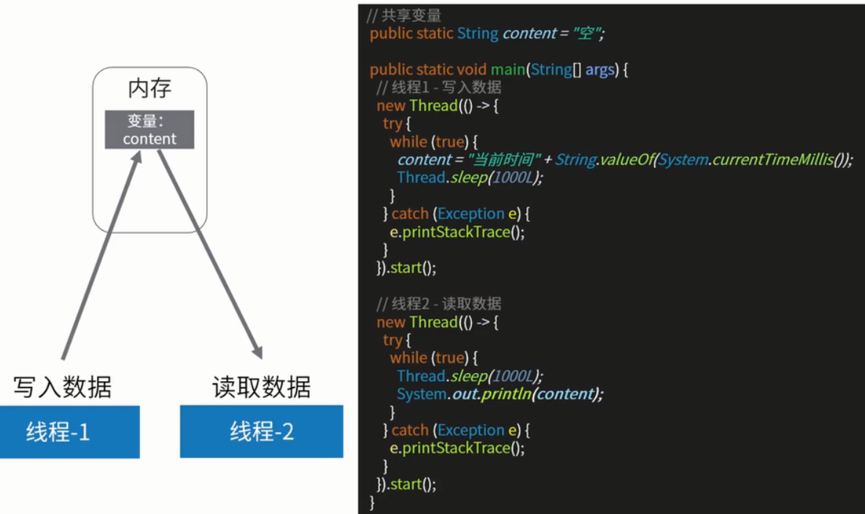 内存
变量：
content
写入数据
读取数据
线程-1
线程-2
// 共享变量
public static String content = "空";
public static void main(String[] args) {
// 线程1 - 写入数据
new Thread(() -> {
try {
while (true) {
content = "当前时间" + String.valueOf(System.currentTimeMillis());
Thread.sleep(1000L);
}
} catch (Exception e) {
e.printStackTrace();
}
}).start();
// 线程2 - 读取数据
new Thread(() -> {
try {
while (true) {
Thread.sleep(1000L);
System.out.println(content);
}
} catch (Exception e) {
e.printStackTrace();
}
}).start();
}